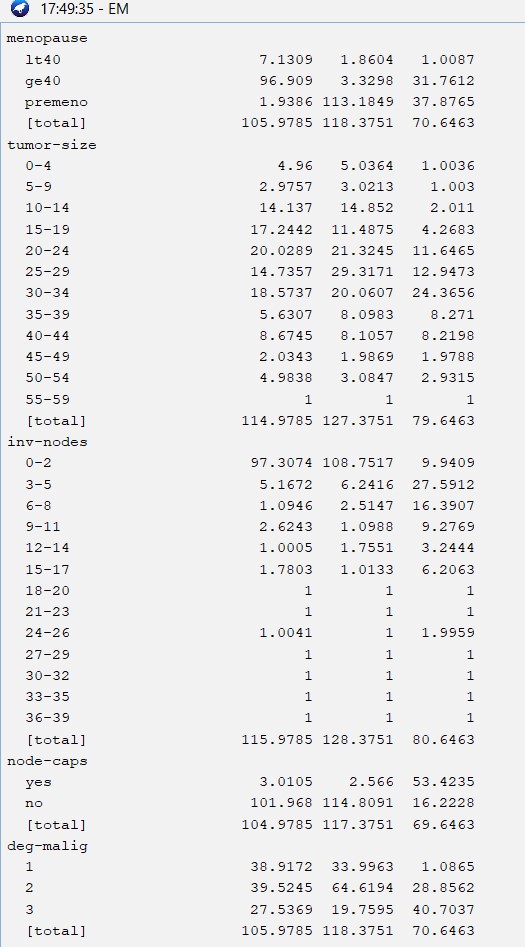 17:49:35 - EM
menopause
lt40 7.1309 1.8604 1.0087
ge40 96.909 3.3298 31.7612
premeno 1.9386 113.1849 37.8765
[total] 105.9785 118.3751 70.6463
tumor-size
0-4 4.96 5.0364 1.0036
5-9 2.9757 3.0213 1.003
10-14 14.137 14.852 2.011
15-19 17.2442 11.4875 4.2683
20-24 20.0289 21.3245 11.6465
25-29 14.7357 29.3171 12.9473
30-34 18.5737 20.0607 24.3656
35-39 5.6307 8.0983 8.271
40-44 8.6745 8.1057 8.2198
45-49 2.0343 1.9869 1.9788
50-54 4.9838 3.0847 2.9315
55-59 1 1 1
[total] 114.9785 127.3751 79.6463
inv-nodes
0-2 97.3074 108.7517 9.9409
3-5 5.1672 6.2416 27.5912
6-8 1.0946 2.5147 16.3907
9-11 2.6243 1.0988 9.2769
12-14 1.0005 1.7551 3.2444
15-17 1.7803 1.0133 6.2063
18-20 1 1 1
21-23 1 1 1
24-26 1.0041 1 1.9959
27-29 1 1 1
30-32 1 1 1
33-35 1 1 1
36-39 1 1 1
[total] 115.9785 128.3751 80.6463
node-caps
yes 3.0105 2.566 53.4235
no 101.968 114.8091 16.2228
[total] 104.9785 117.3751 69.6463
deg-malig
1 38.9172 33.9963 1.0865
2 39.5245 64.6194 28.8562
3 27.5369 19.7595 40.7037
[total] 105.9785 118.3751 70.6463